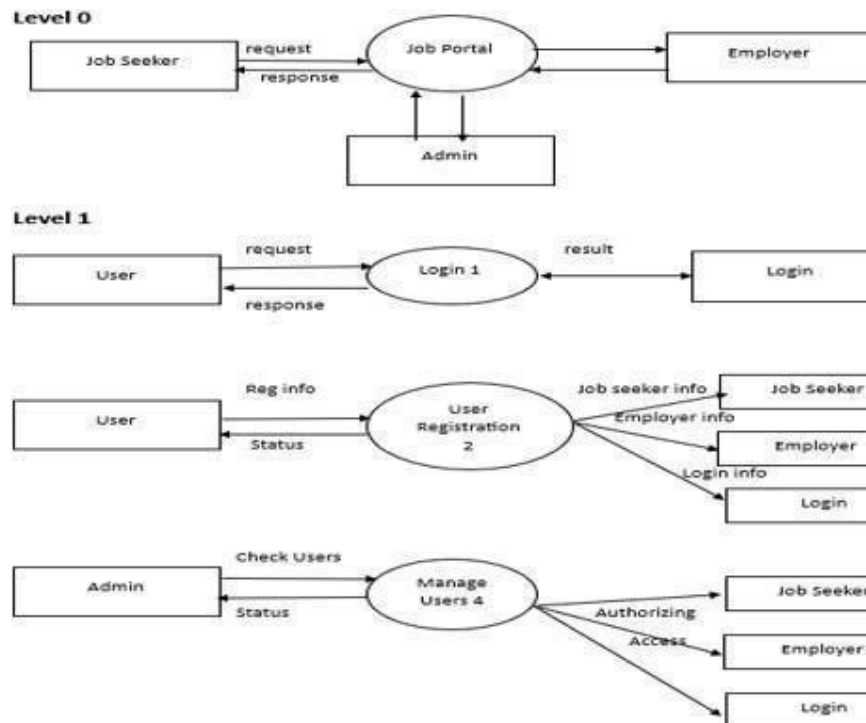 Level 0
request
Job Seeker
response
Job Portal
Employer
Admin
Level 1
request
User
response
Login 1
result
Login
Reg info
User
Status
User
Registration
2
Job seeker info
Job Seeker
Employer info
Employer
Login info
Login
Check Users
Admin
Status
Manage
Users 4
Job Seeker
Authorizing
Access
Employer
Login